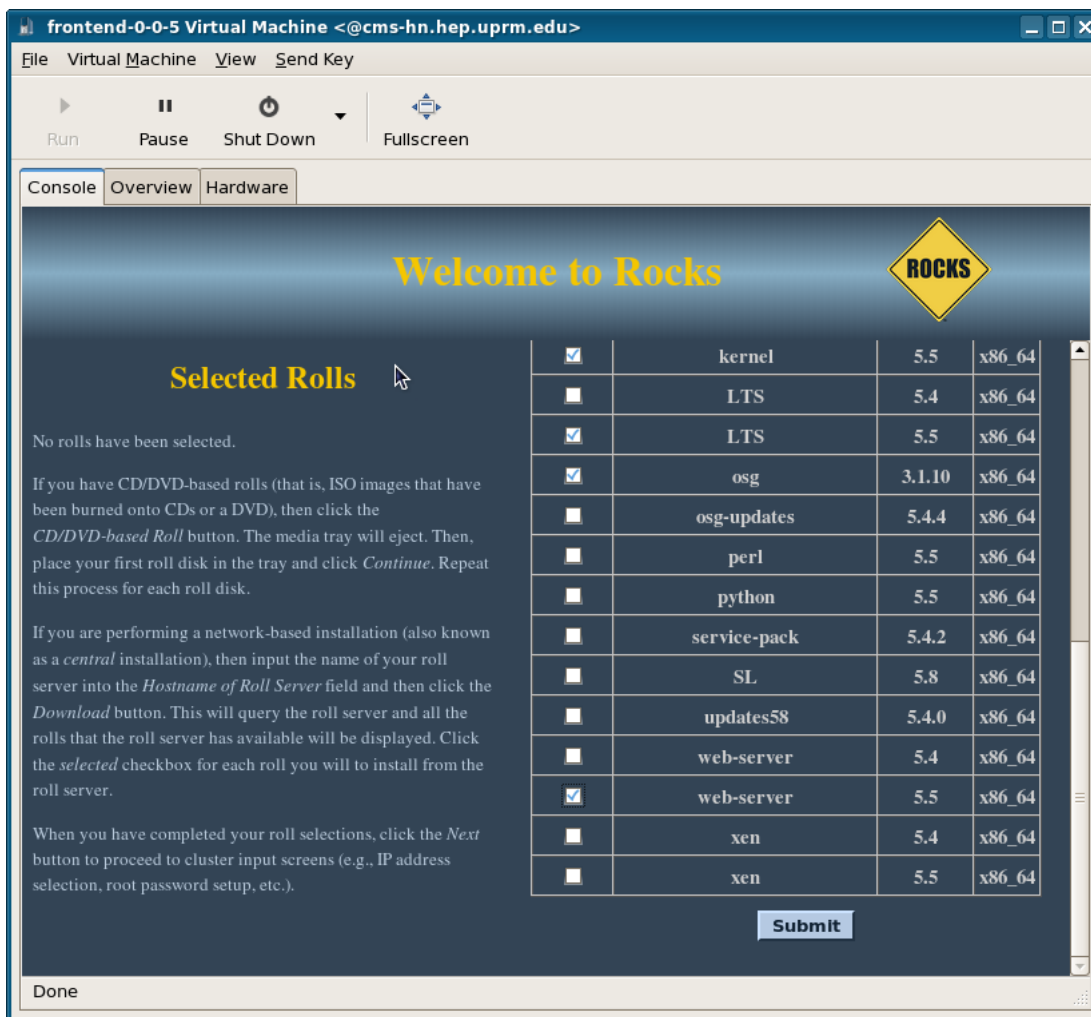 frontend-0-0-5 Virtual Machine <@cms-hn.hep.uprm.edu>
File Virtual Machine View Send Key
Run Pause Shut Down Fullscreen
Console Overview Hardware
Welcome to Rocks
ROCKS
Selected Rolls
No rolls have been selected.
If you have CD/DVD-based rolls (that is, ISO images that have
been burned onto CDs or a DVD), then click the
CD/DVD-based Roll button. The media tray will eject. Then,
place your first roll disk in the tray and click Continue. Repeat
this process for each roll disk.
If you are performing a network-based installation (also known
as a central installation), then input the name of your roll
server into the Hostname of Roll Server field and then click the
Download button. This will query the roll server and all the
rolls that the roll server has available will be displayed. Click
the selected checkbox for each roll you will to install from the
roll server.
When you have completed your roll selections, click the Next
button to proceed to cluster input screens (e.g., IP address
selection, root password setup, etc.).
kernel 5.5 x86_64
LTS 5.4 x86_64
LTS 5.5 x86_64
osg 3.1.10 x86_64
osg-updates 5.4.4 x86_64
perl 5.5 x86_64
python 5.5 x86_64
service-pack 5.4.2 x86_64
SL 5.8 x86_64
updates58 5.4.0 x86_64
web-server 5.4 x86_64
web-server 5.5 x86_64
xen 5.4 x86_64
xen 5.5 x86_64
Submit
Done